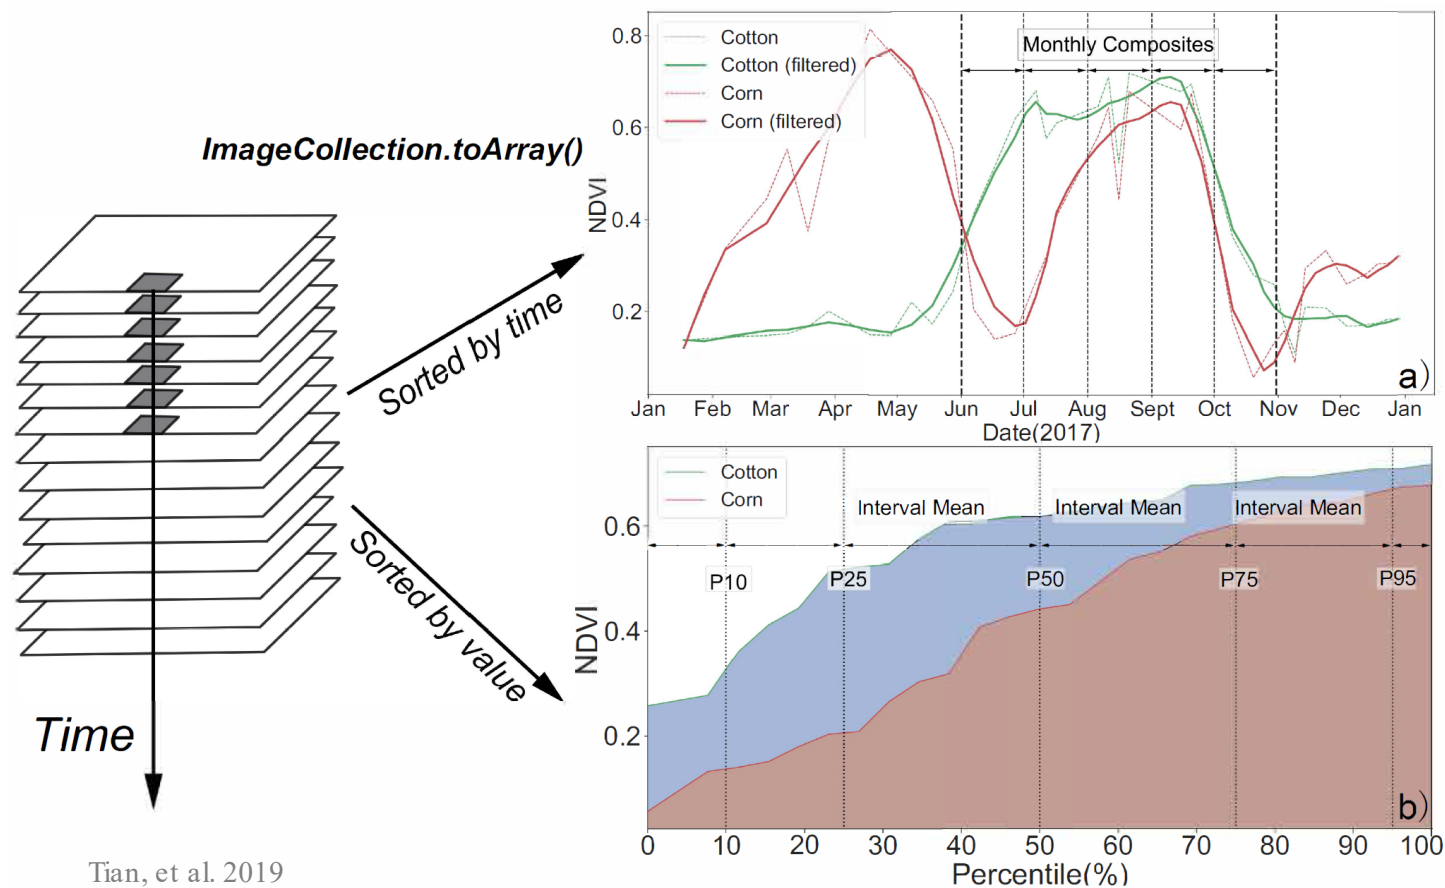 ImageCollection.toArray()
Sorted by time
Sorted by value
Time
Tian, et al. 2019
Cotton
Cotton (filtered)
Corn
Corn (filtered)
Monthly Composites
NDVI
0.8
0.6
0.4
0.2
a)
Jan Feb Mar Apr May Jun Jul Aug Sept Oct Nov Dec Jan
Date(2017)
Cotton
Corn
Interval Mean Interval Mean Interval Mean
P10 P25 P50 P75 P95
NDVI
0.6
0.4
0.2
b)
0 10 20 30 40 50 60 70 80 90 100
Percentile(%)